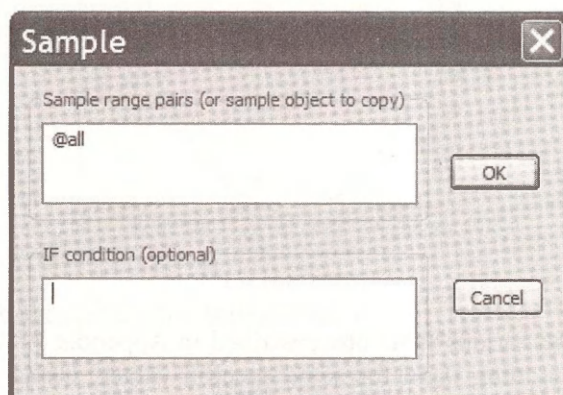 Sample
Sample range pairs (or sample object to copy)
@all
OK
IF condition (optional)
Cancel